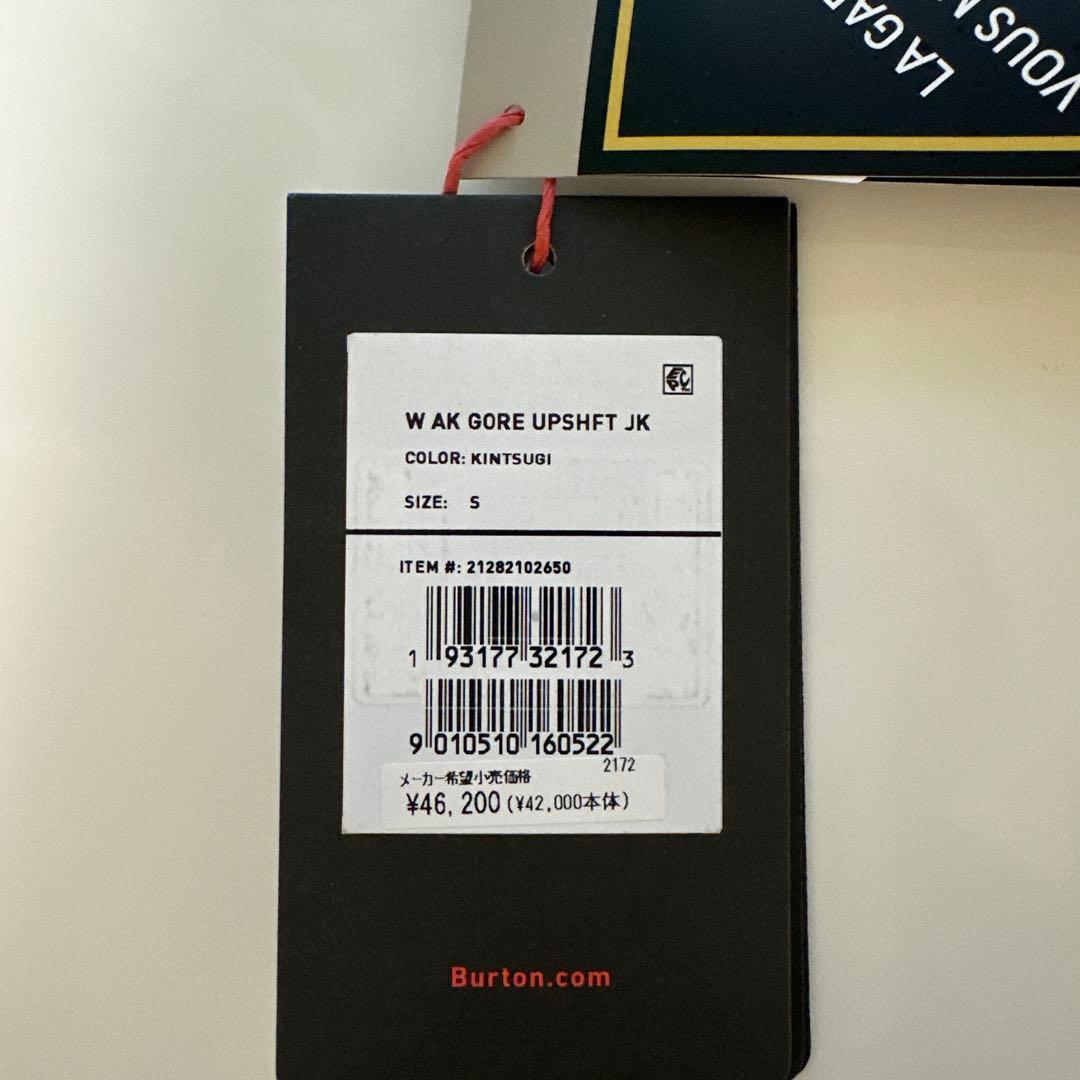 LA GAR
VOUS
W AK GORE UPSHFT JK
COLOR: KINTSUGI
SIZE: S
ITEM #: 21282102650
1 93177 32172 3
9 010510 160522
2172
メーカー希望小売価格
¥46,200(¥42,000本体)
Burton.com